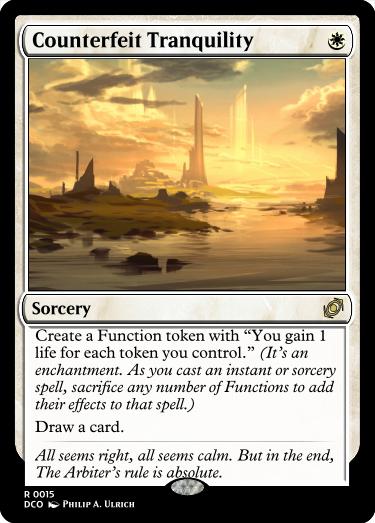 Counterfeit Tranquility
Sorcery
Create a Function token with “You gain 1
life for each token you control.” (It’s an
enchantment. As you cast an instant or sorcery
spell, sacrifice any number of Functions to add
their effects to that spell.)
Draw a card.
All seems right, all seems calm. But in the end,
The Arbiter’s rule is absolute.
R 0015
DCO Philip A. Ulrich